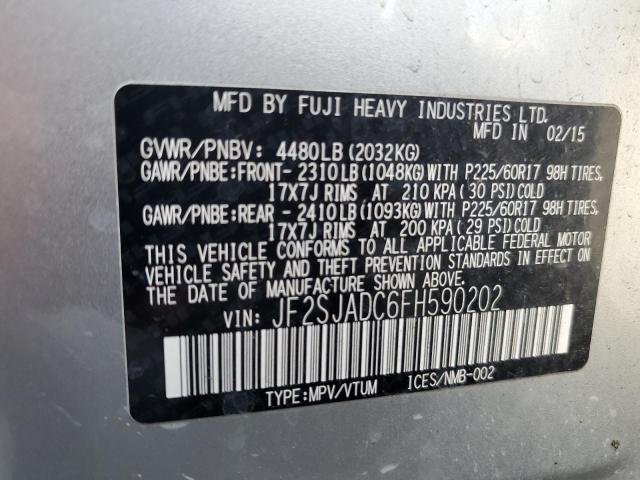 MFD BY FUJI HEAVY INDUSTRIES LTD.
MFD IN 02/15
GVWR/PNBV: 4480LB(2032KG)
GAWR/PNBE:FRONT- 2310LB(1048KG)WITH P225/60R17 98H TIRES,
17X7J RIMS AT 210 KPA(30 PSI)COLD
GAWR/PNBE:REAR - 2410LB(1093KG)WITH P225/60R17 98H TIRES,
17X7J RIMS AT 200 KPA(29 PSI)COLD
THIS VEHICLE CONFORMS TO ALL APPLICABLE FEDERAL MOTOR
VEHICLE SAFETY AND THEFT PREVENTION STANDARDS IN EFFECT ON
THE DATE OF MANUFACTURE SHOWN ABOVE.
VIN: JF2SJADC6FH590202
TYPE:MPV/VTUM ICES/NMB-002